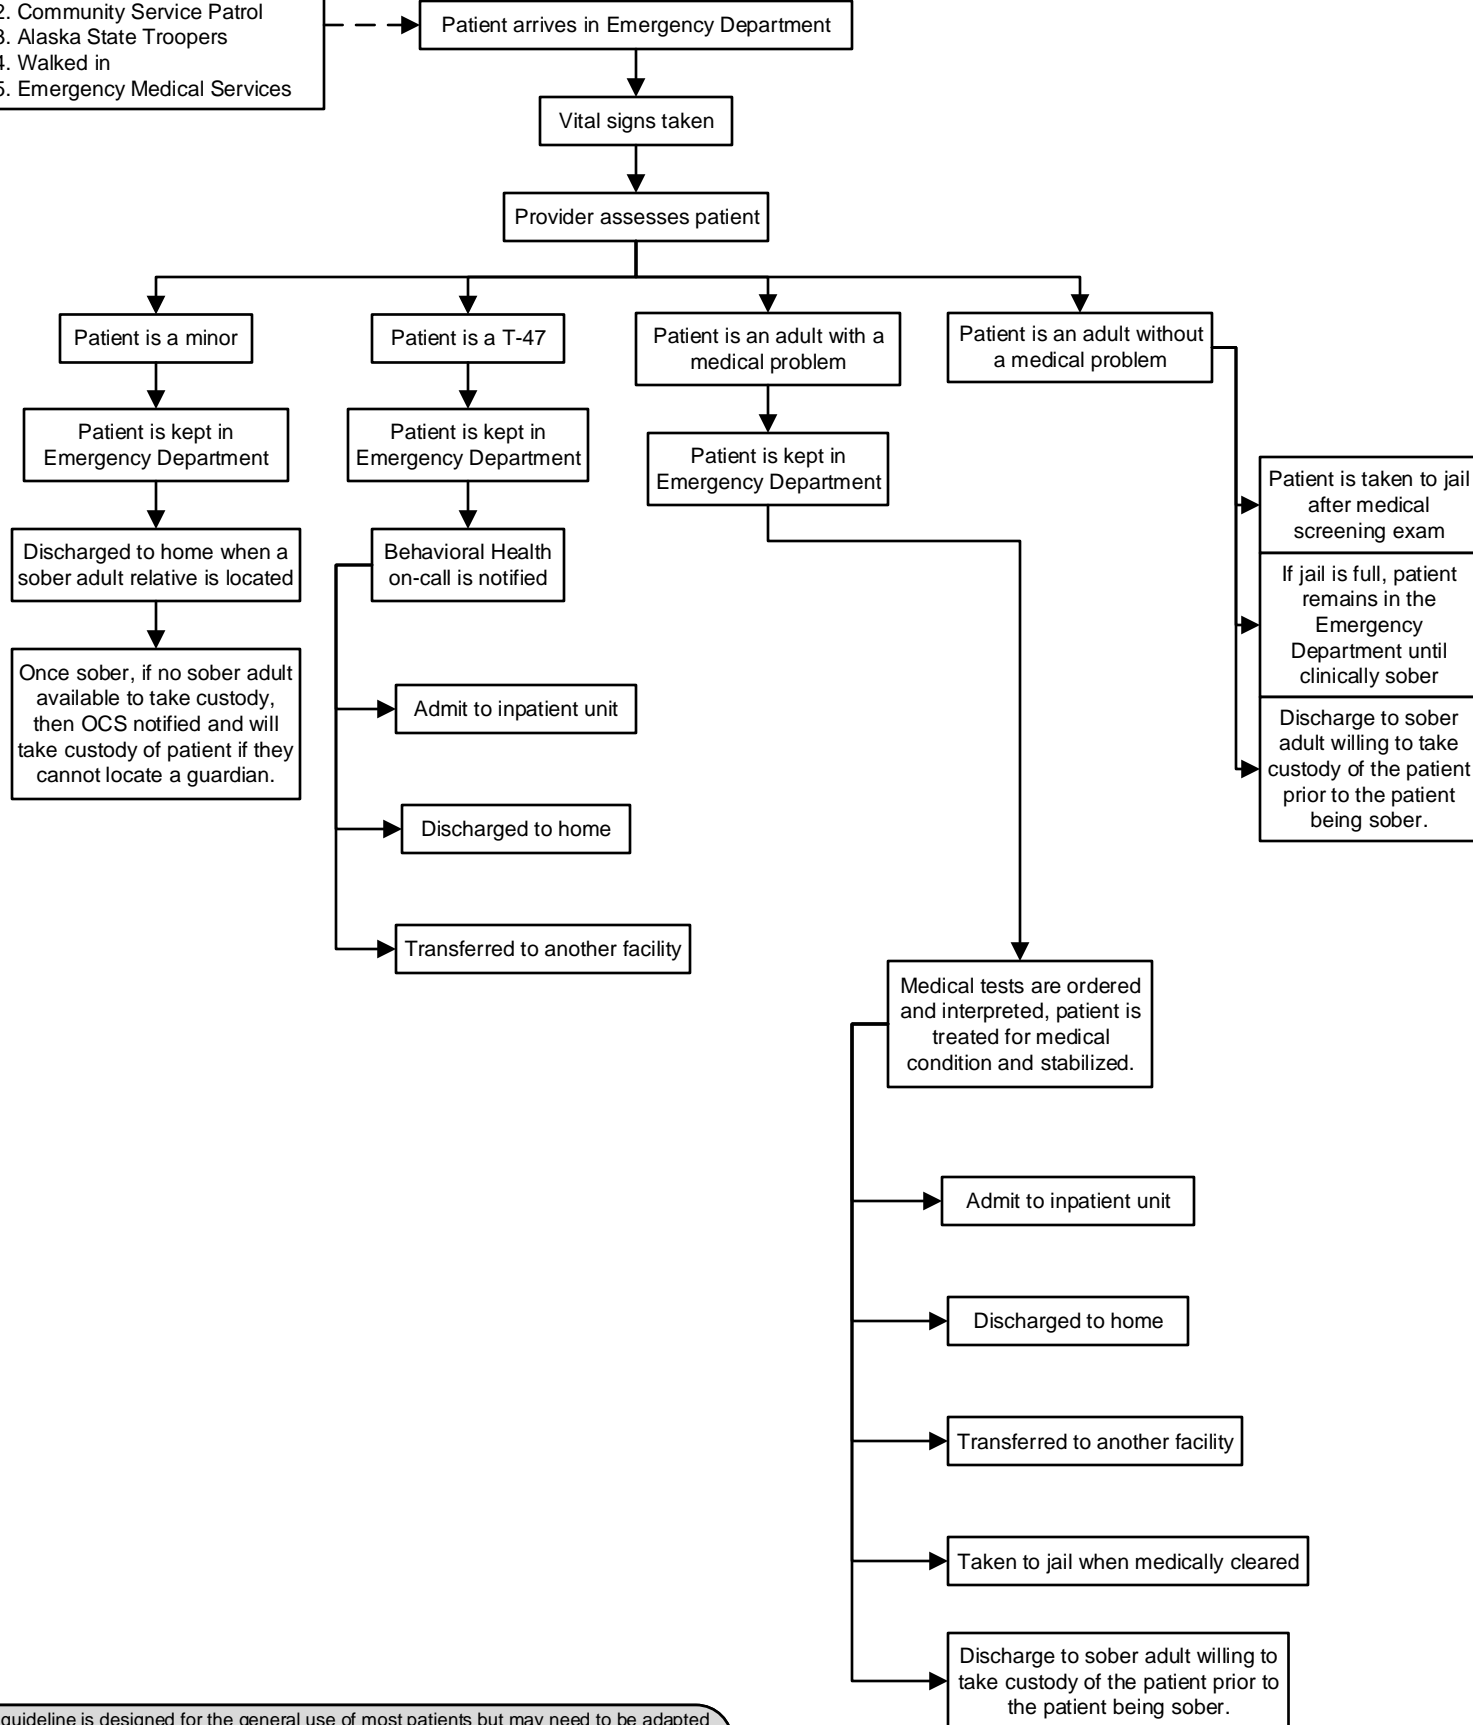 2. Community Service Patrol
3. Alaska State Troopers
4. Walked in
5. Emergency Medical Services
Patient arrives in Emergency Department
Vital signs taken
Provider assesses patient
Patient is a minor
Patient is a T-47
Patient is an adult with a
medical problem
Patient is an adult without
a medical problem
Patient is kept in
Emergency Department
Patient is kept in
Emergency Department
Patient is kept in
Emergency Department
Patient is taken to jail
after medical
screening exam
If jail is full, patient
remains in the
Emergency
Department until
clinically sober
Discharge to sober
adult willing to take
custody of the patient
prior to the patient
being sober.
Discharged to home when a
sober adult relative is located
Behavioral Health
on-call is notified
Once sober, if no sober adult
available to take custody,
then OCS notified and will
take custody of patient if they
cannot locate a guardian.
Admit to inpatient unit
Discharged to home
Transferred to another facility
Medical tests are ordered
and interpreted, patient is
treated for medical
condition and stabilized.
Admit to inpatient unit
Discharged to home
Transferred to another facility
Taken to jail when medically cleared
Discharge to sober adult willing to
take custody of the patient prior to
the patient being sober.
guideline is designed for the general use of most patients but may need to be adapted